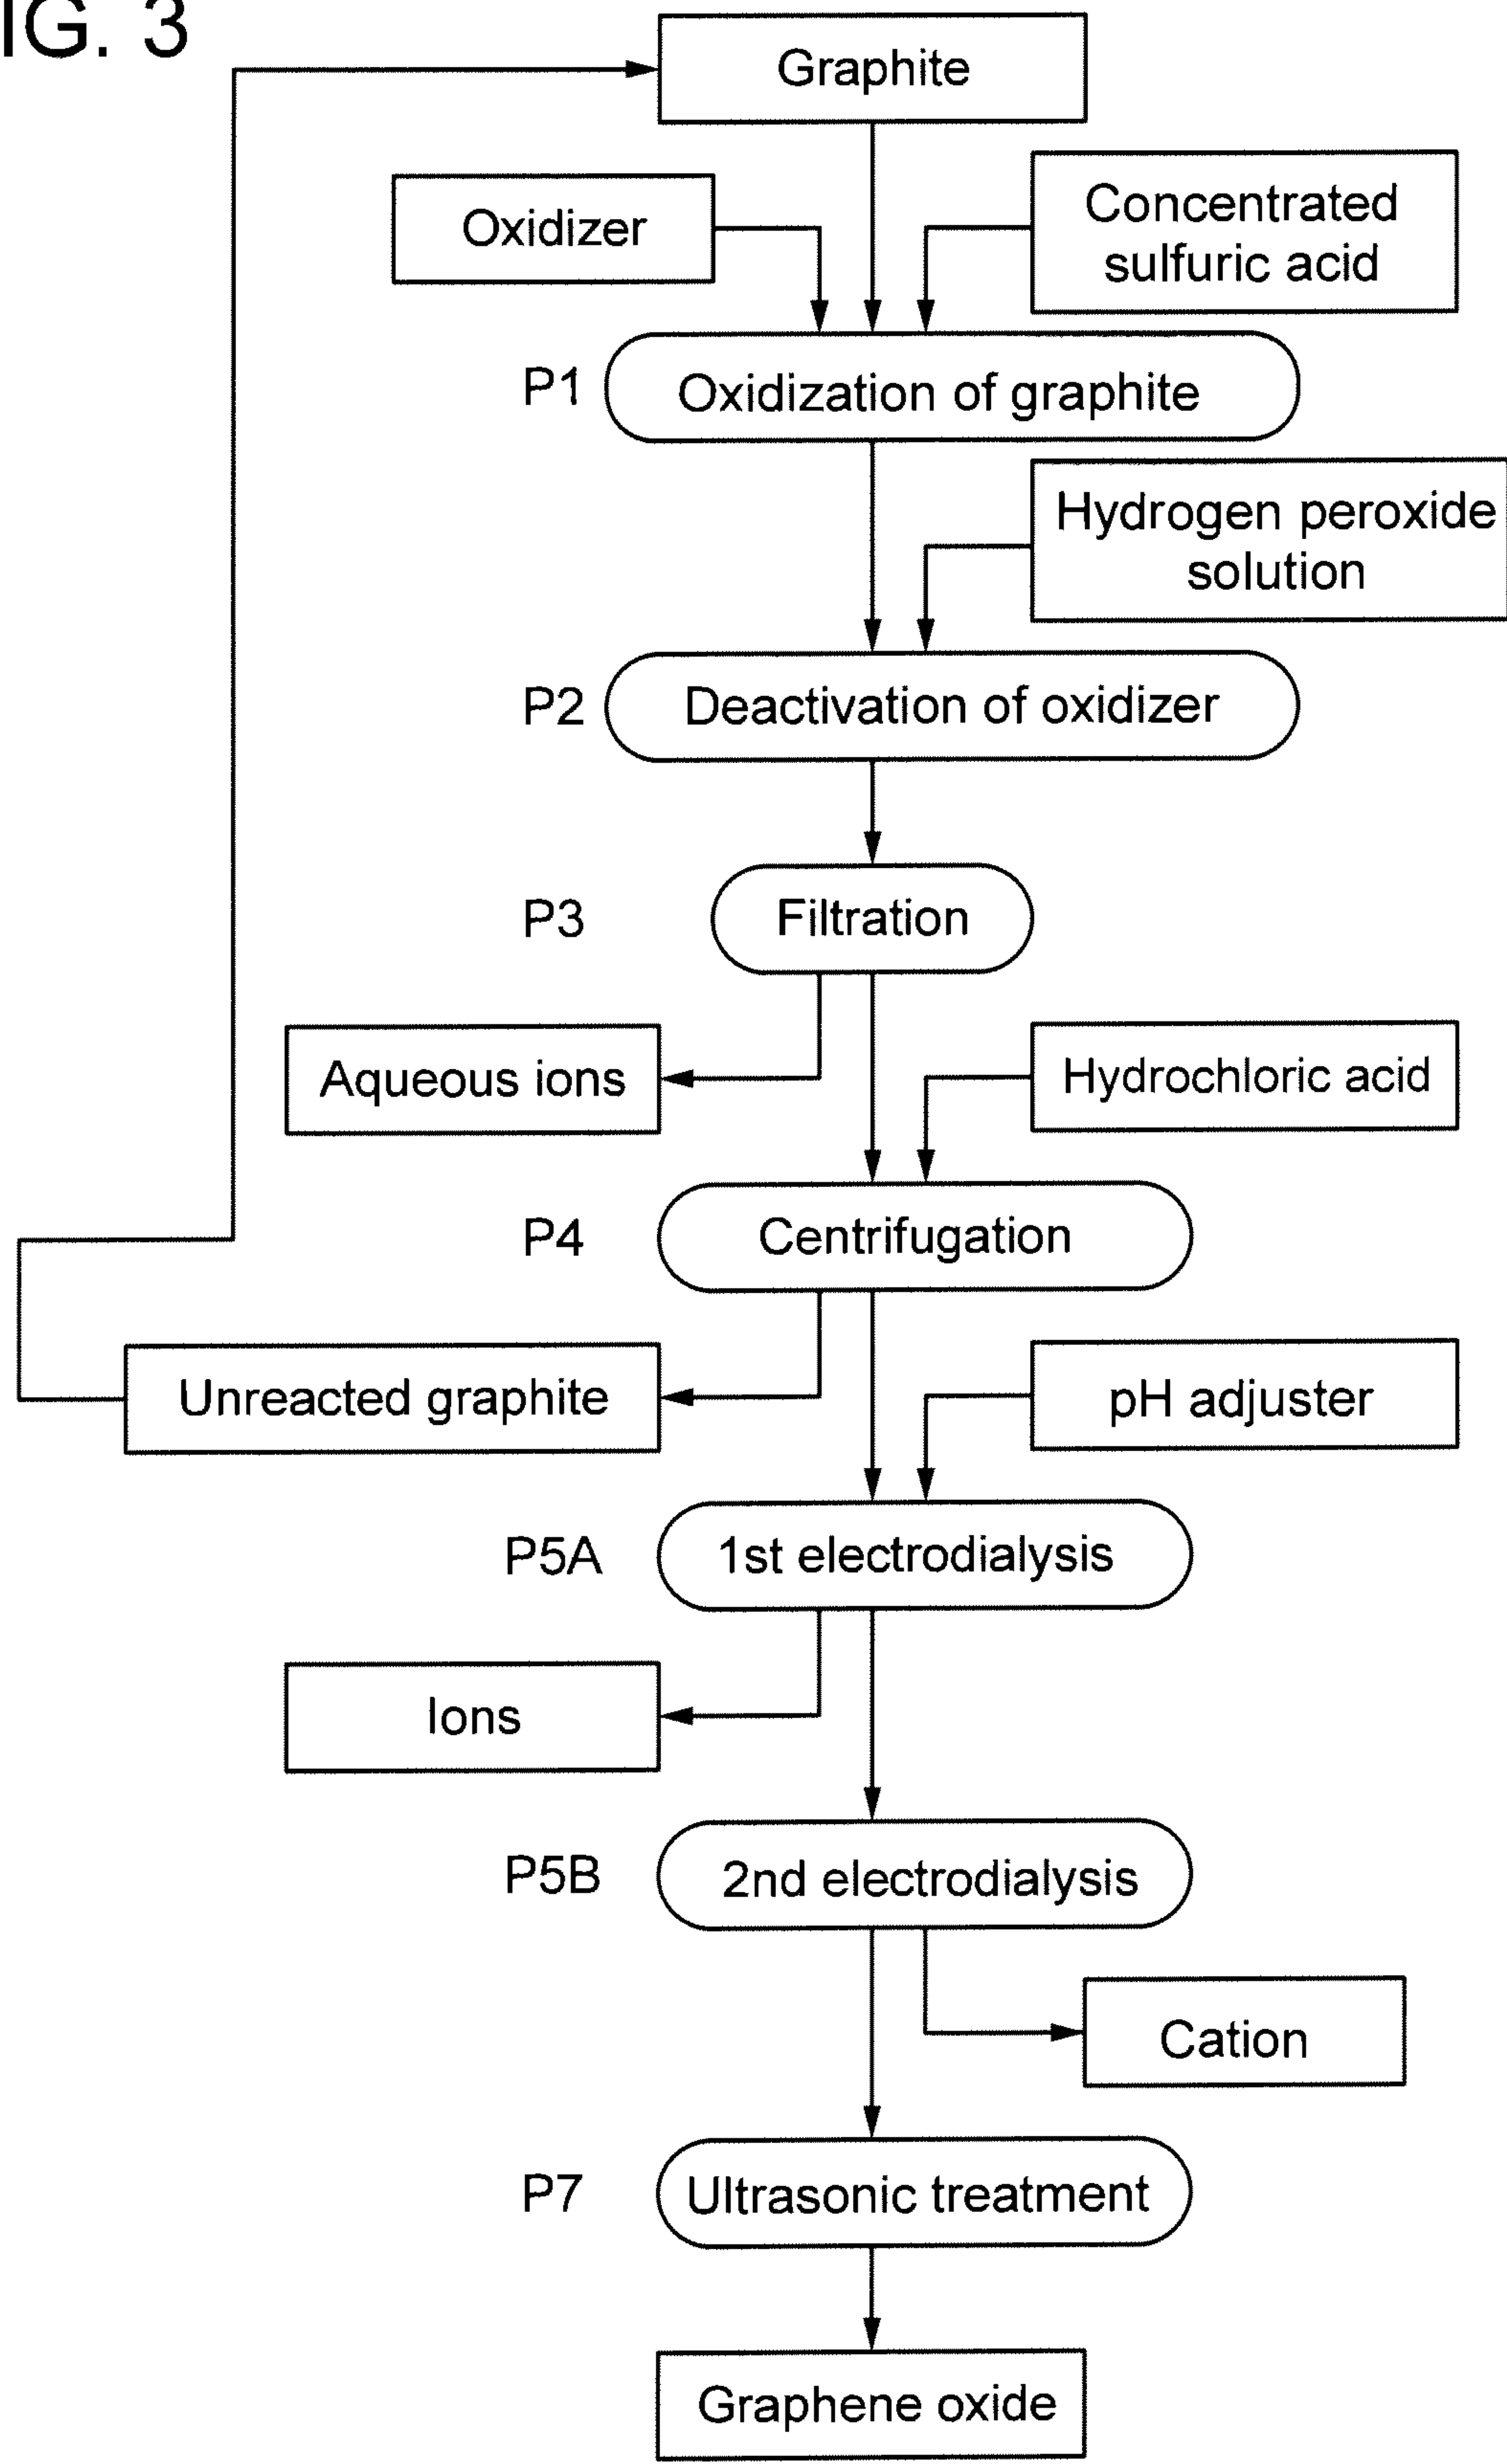 IG. 3
Graphite
Oxidizer
Concentrated
sulfuric acid
P1
Oxidization of graphite
Hydrogen peroxide
solution
P2
Deactivation of oxidizer
P3
Filtration
Aqueous ions
Hydrochloric acid
P4
Centrifugation
Unreacted graphite
pH adjuster
P5A
1st electrodialysis
Ions
P5B
2nd electrodialysis
Cation
P7
Ultrasonic treatment
Graphene oxide